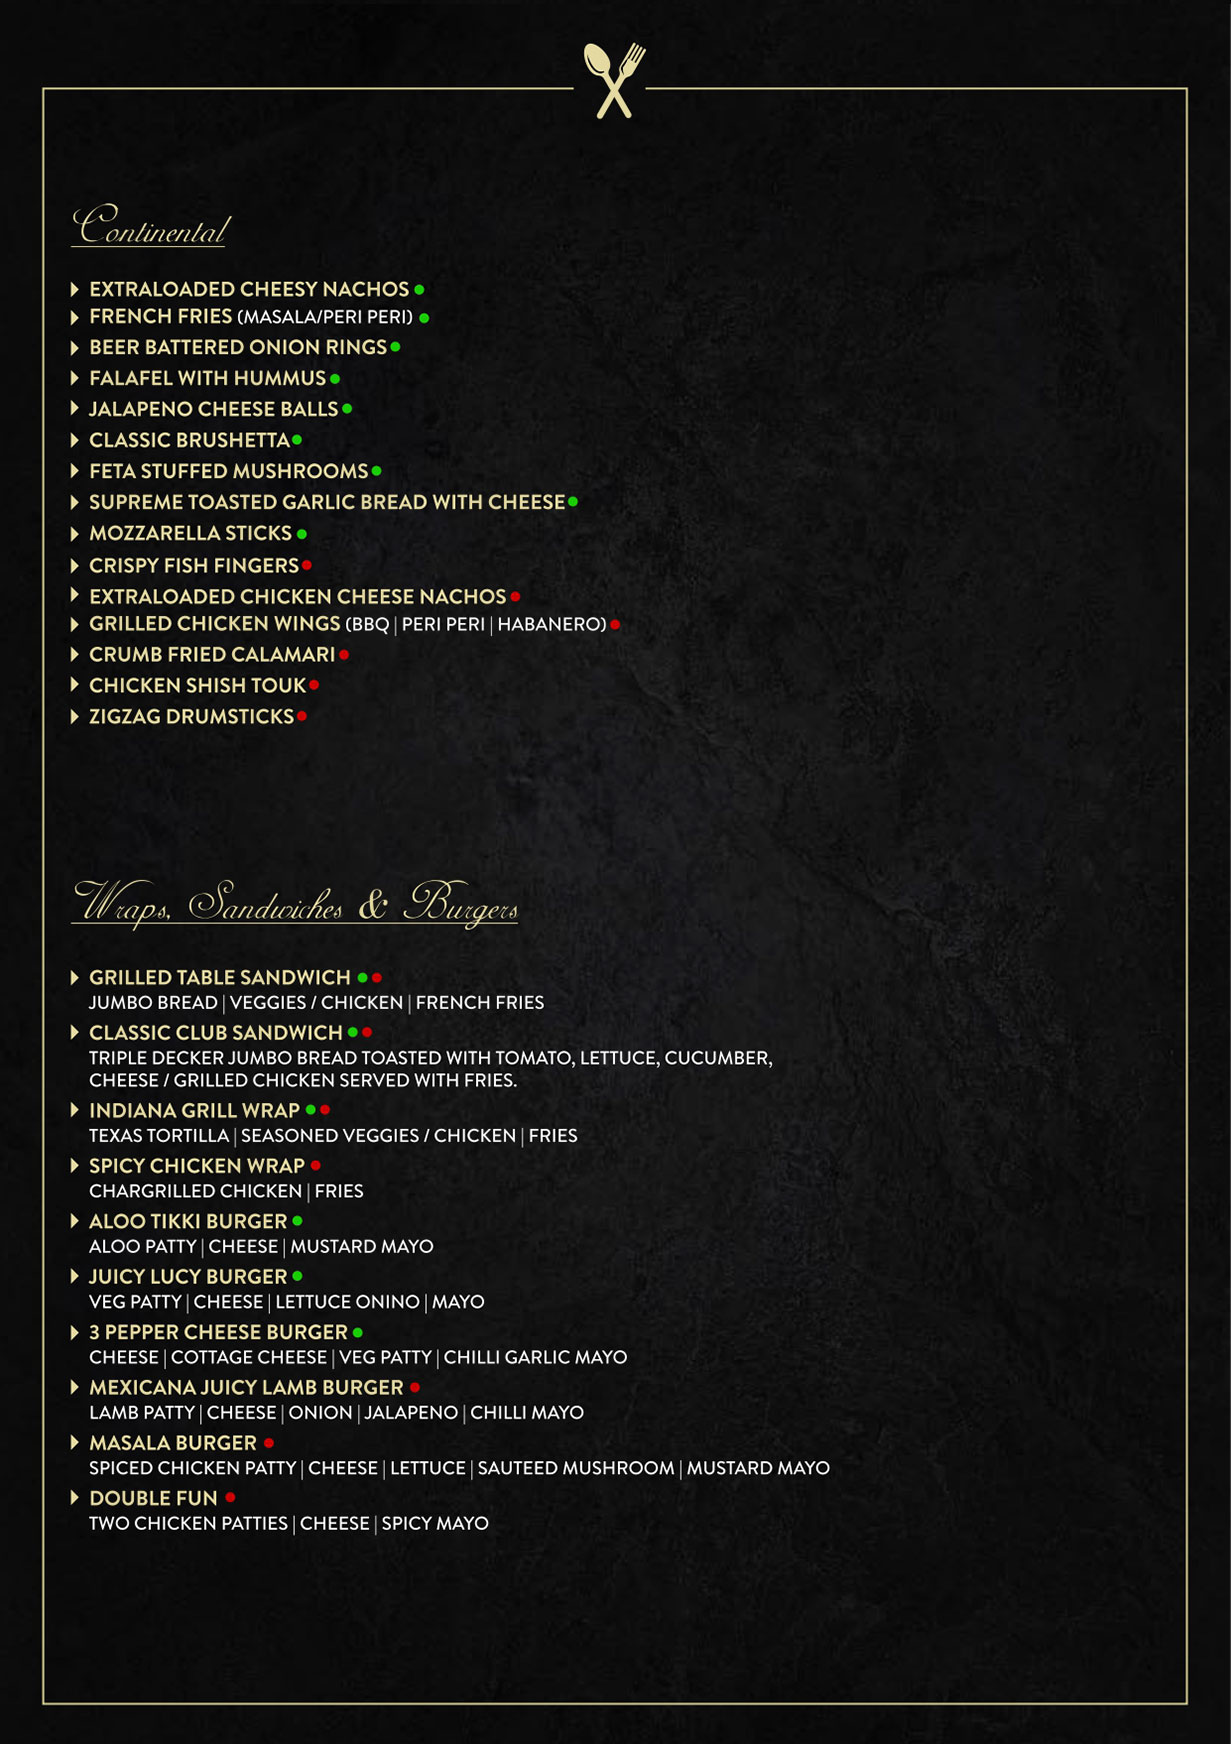 Continental
EXTRALOADED CHEESY NACHOS
FRENCH FRIES (MASALA/PERI PERI)
BEER BATTERED ONION RINGS
FALAFEL WITH HUMMUS
JALAPENO CHEESE BALLS
CLASSIC BRUSHETTA
FETA STUFFED MUSHROOMS
SUPREME TOASTED GARLIC BREAD WITH CHEESE
MOZZARELLA STICKS
CRISPY FISH FINGERS
EXTRALOADED CHICKEN CHEESE NACHOS
GRILLED CHICKEN WINGS (BBQ | PERI PERI | HABANERO)
CRUMB FRIED CALAMARI
CHICKEN SHISH TOUK
ZIGZAG DRUMSTICKS
Wraps, Sandwiches & Burgers
GRILLED TABLE SANDWICH
JUMBO BREAD | VEGGIES / CHICKEN | FRENCH FRIES
CLASSIC CLUB SANDWICH
TRIPLE DECKER JUMBO BREAD TOASTED WITH TOMATO, LETTUCE, CUCUMBER,
CHEESE / GRILLED CHICKEN SERVED WITH FRIES.
INDIANA GRILL WRAP
TEXAS TORTILLA | SEASONED VEGGIES / CHICKEN | FRIES
SPICY CHICKEN WRAP
CHARGRILLED CHICKEN | FRIES
ALOO TIKKI BURGER
ALOO PATTY | CHEESE | MUSTARD MAYO
JUICY LUCY BURGER
VEG PATTY | CHEESE | LETTUCE ONINO | MAYO
3 PEPPER CHEESE BURGER
CHEESE | COTTAGE CHEESE | VEG PATTY | CHILLI GARLIC MAYO
MEXICANA JUICY LAMB BURGER
LAMB PATTY | CHEESE | ONION | JALAPENO | CHILLI MAYO
MASALA BURGER
SPICED CHICKEN PATTY | CHEESE | LETTUCE | SAUTEED MUSHROOM | MUSTARD MAYO
DOUBLE FUN
TWO CHICKEN PATTIES | CHEESE | SPICY MAYO